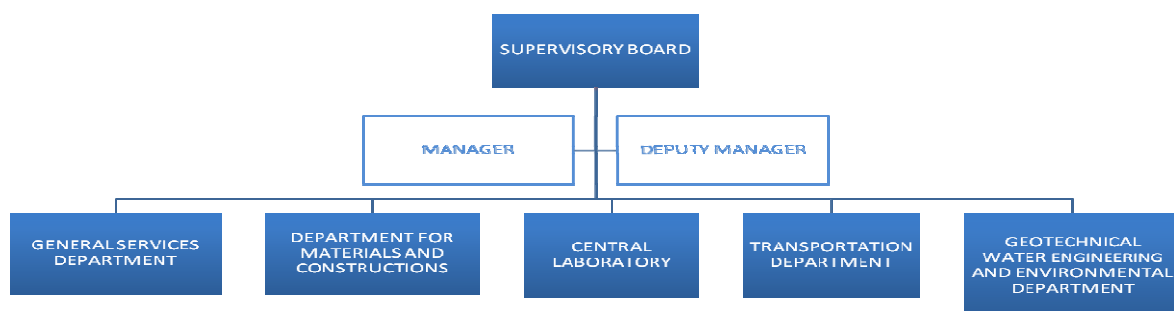 SUPERVISORY BOARD
MANAGER
DEPUTY MANAGER
GENERAL SERVICES
DEPARTMENT
DEPARTMENT FOR
MATERIALS AND
CONSTRUCTIONS
CENTRAL
LABORATORY
TRANSPORTATION
DEPARTMENT
GEOTECHNICAL
WATER ENGINEERING
AND ENVIRONMENTAL
DEPARTMENT